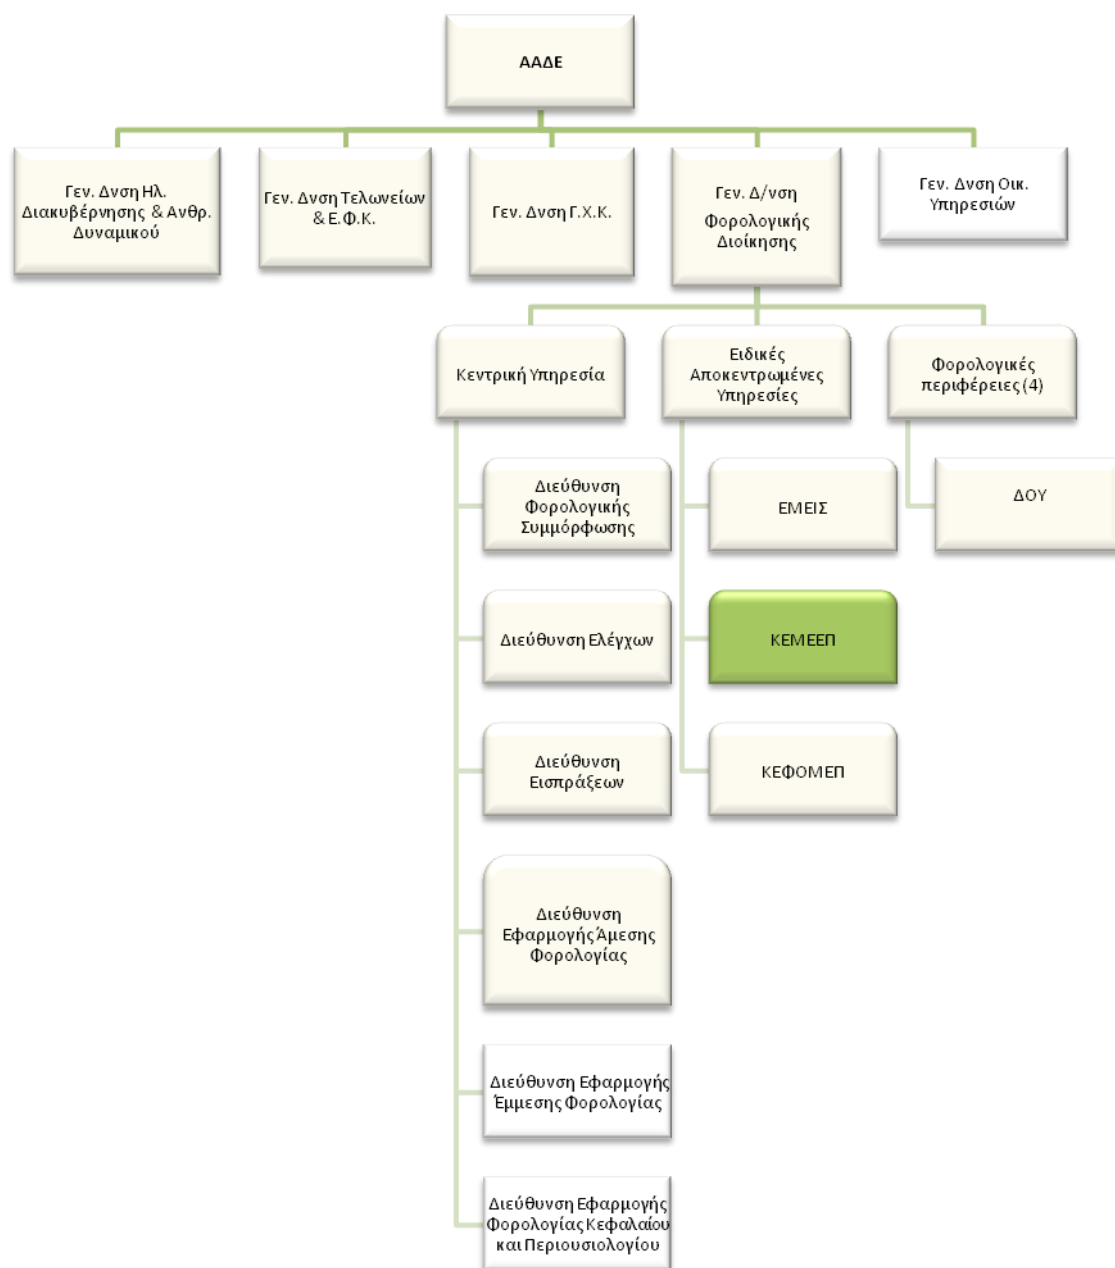 ΑΑΔΕ
Γεν. Δνση Ηλ.
Διακυβέρνησης & Ανθρ.
Δυναμικού
Γεν. Δνση Τελωνείων
& Ε.Φ.Κ.
Γεν. Δνση Γ.Χ.Κ.
Γεν. Δ/νση
Φορολογικής
Διοίκησης
Γεν. Δνση Οικ.
Υπηρεσιών
Κεντρική Υπηρεσία
Ειδικές
Αποκεντρωμένες
Υπηρεσίες
Φορολογικές
περιφέρειες (4)
Διεύθυνση
Φορολογικής
Συμμόρφωσης
ΕΜΕΙΣ
ΔΟΥ
Διεύθυνση Ελέγχων
ΚΕΜΕΕΠ
Διεύθυνση
Εισπράξεων
ΚΕΦΟΜΕΠ
Διεύθυνση
Εφαρμογής Άμεσης
Φορολογίας
Διεύθυνση Εφαρμογής
Έμμεσης Φορολογίας
Διεύθυνση Εφαρμογής
Φορολογίας Κεφαλαίου
και Περιουσιολογίου